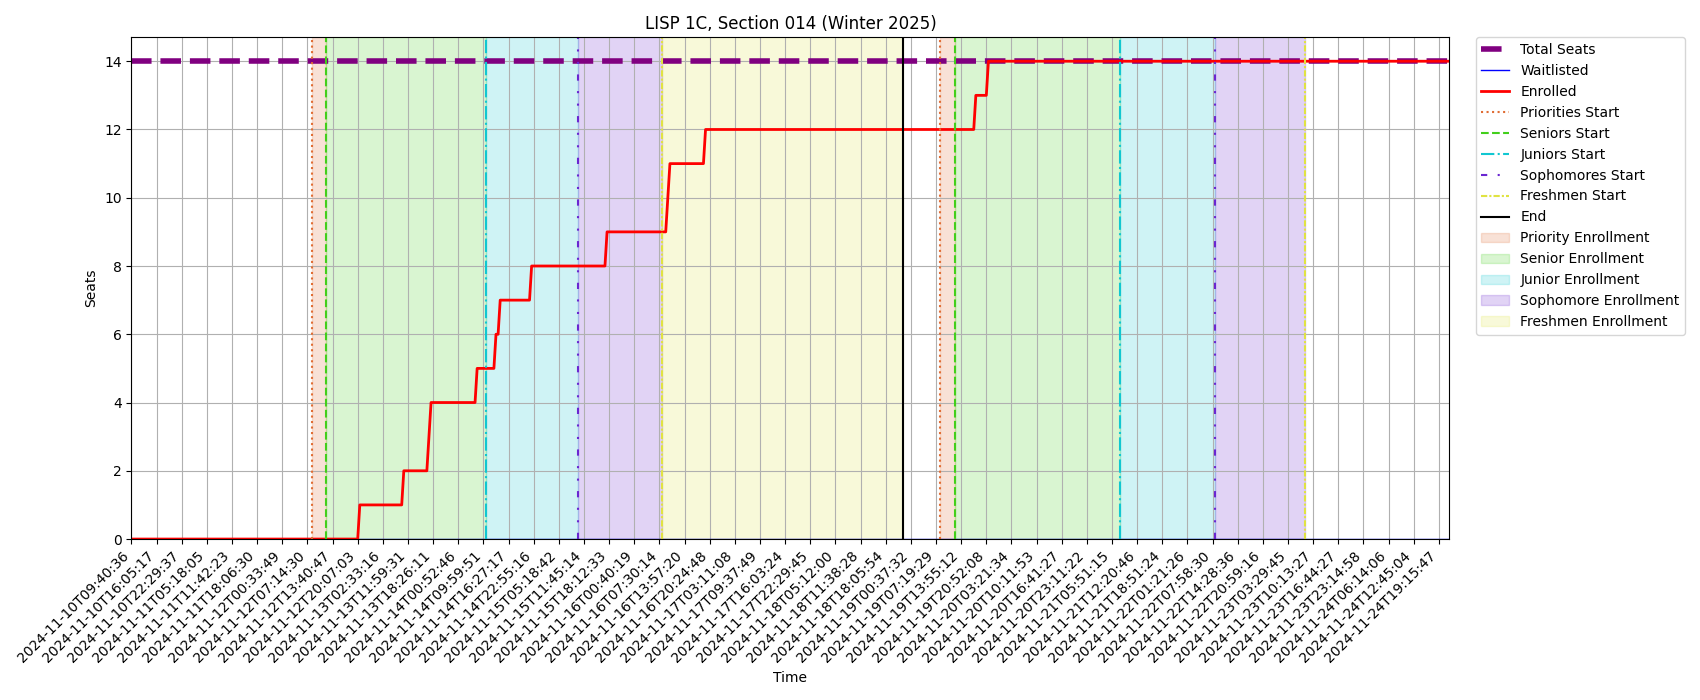 LISP 1C, Section 014 (Winter 2025)
Seats
14
12
10
8
6
4
2
0
2024-11-10T09:40:36
2024-11-10T16:05:17
2024-11-10T22:29:37
2024-11-11T05:18:05
2024-11-11T11:42:23
2024-11-11T18:06:30
2024-11-12T00:33:49
2024-11-12T07:14:30
2024-11-12T13:40:47
2024-11-12T20:07:03
2024-11-13T02:33:16
2024-11-13T11:59:31
2024-11-13T18:26:11
2024-11-14T00:52:46
2024-11-14T09:59:51
2024-11-14T16:27:17
2024-11-14T22:55:16
2024-11-15T05:18:42
2024-11-15T11:45:14
2024-11-15T18:12:33
2024-11-16T00:40:19
2024-11-16T07:30:14
2024-11-16T13:57:20
2024-11-16T20:24:48
2024-11-17T03:11:08
2024-11-17T09:37:49
2024-11-17T16:03:24
2024-11-17T22:29:45
2024-11-18T05:12:00
2024-11-18T11:38:28
2024-11-18T18:05:54
2024-11-19T00:37:32
2024-11-19T07:19:29
2024-11-19T13:55:12
2024-11-19T20:52:08
2024-11-20T03:21:34
2024-11-20T10:11:53
2024-11-20T16:41:27
2024-11-20T23:11:22
2024-11-21T05:51:15
2024-11-21T12:20:46
2024-11-21T18:51:24
2024-11-22T01:21:26
2024-11-22T07:58:30
2024-11-22T14:28:36
2024-11-22T20:59:16
2024-11-23T03:29:45
2024-11-23T10:13:27
2024-11-23T16:44:27
2024-11-23T23:14:58
2024-11-24T06:14:06
2024-11-24T12:45:04
2024-11-24T19:15:47
Time
Total Seats
Waitlisted
Enrolled
Priorities Start
Seniors Start
Juniors Start
Sophomores Start
Freshmen Start
End
Priority Enrollment
Senior Enrollment
Junior Enrollment
Sophomore Enrollment
Freshmen Enrollment